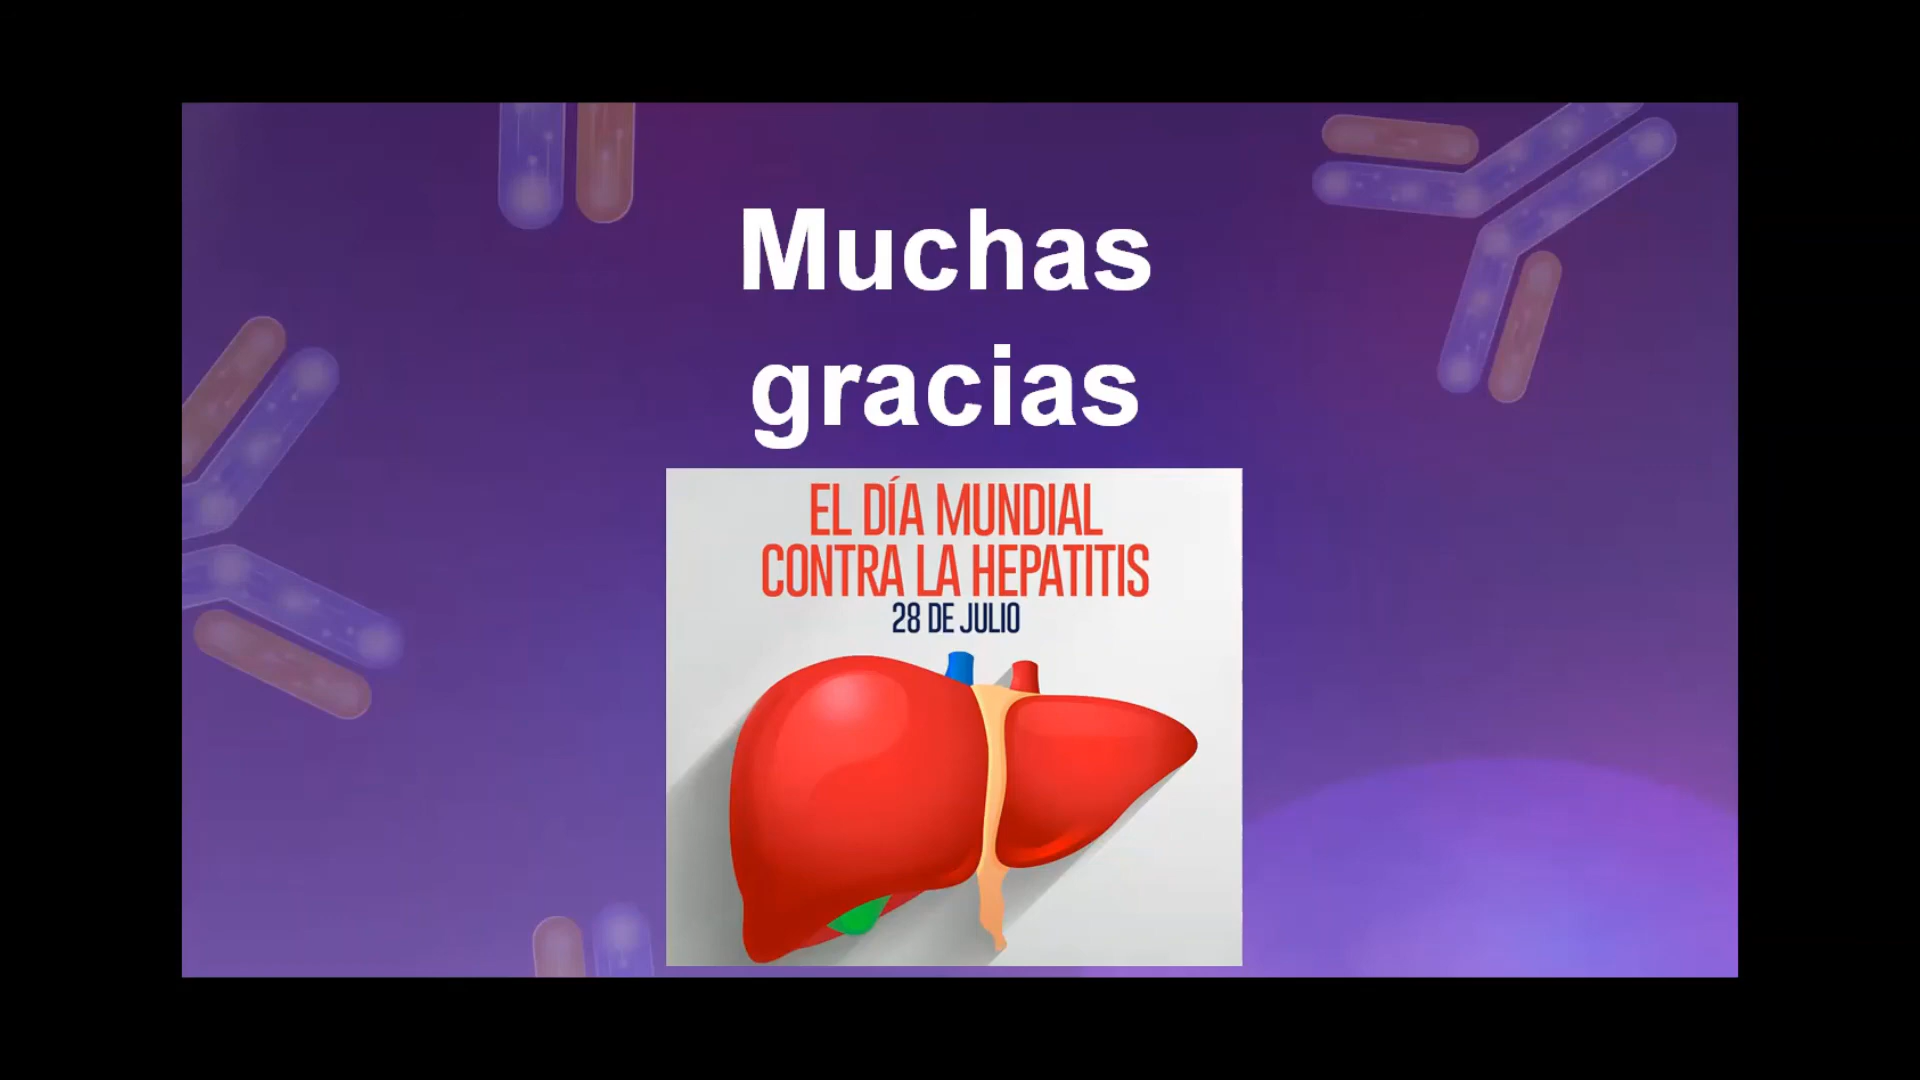 Muchas
gracias
EL DÍA MUNDIAL
CONTRA LA HEPATITIS
28 DE JULIO